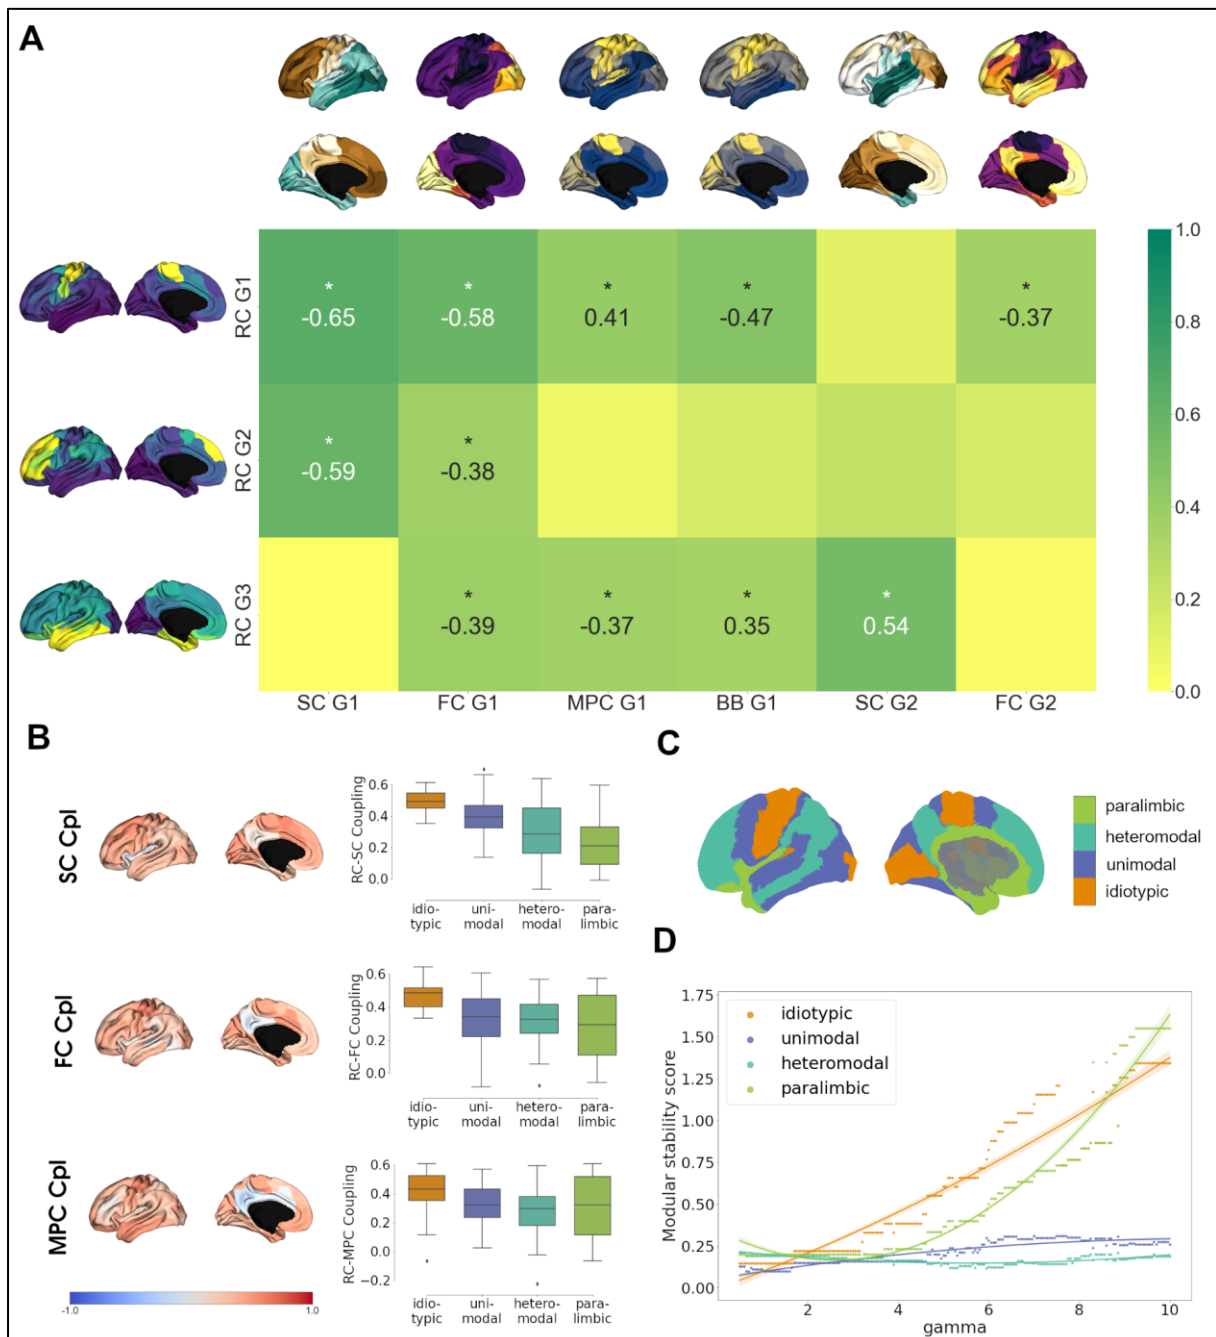 A
RC G1
*
-0.65
*
-0.58
*
0.41
*
-0.47
*
-0.37
RC G2
*
-0.59
*
-0.38
RC G3
*
-0.39
*
-0.37
*
0.35
*
0.54
SC G1
FC G1
MPC G1
BB G1
SC G2
FC G2
1.0
0.8
0.6
0.4
0.2
0.0
B
SC Cpl
RC-SC Coupling
0.6
0.4
0.2
0.0
idio-
typic
uni-
modal
hetero-
modal
para-
limbic
FC Cpl
RC-FC Coupling
0.6
0.4
0.2
0.0
idio-
typic
uni-
modal
hetero-
modal
para-
limbic
MPC Cpl
RC-MPC Coupling
0.6
0.4
0.2
0.0
−0.2
idio-
typic
uni-
modal
hetero-
modal
para-
limbic
-1.0
1.0
C
paralimbic
heteromodal
unimodal
idiotypic
D
Modular stability score
1.75
1.50
1.25
1.00
0.75
0.50
0.25
0.00
idiotypic
unimodal
heteromodal
paralimbic
2
4
6
8
10
gamma